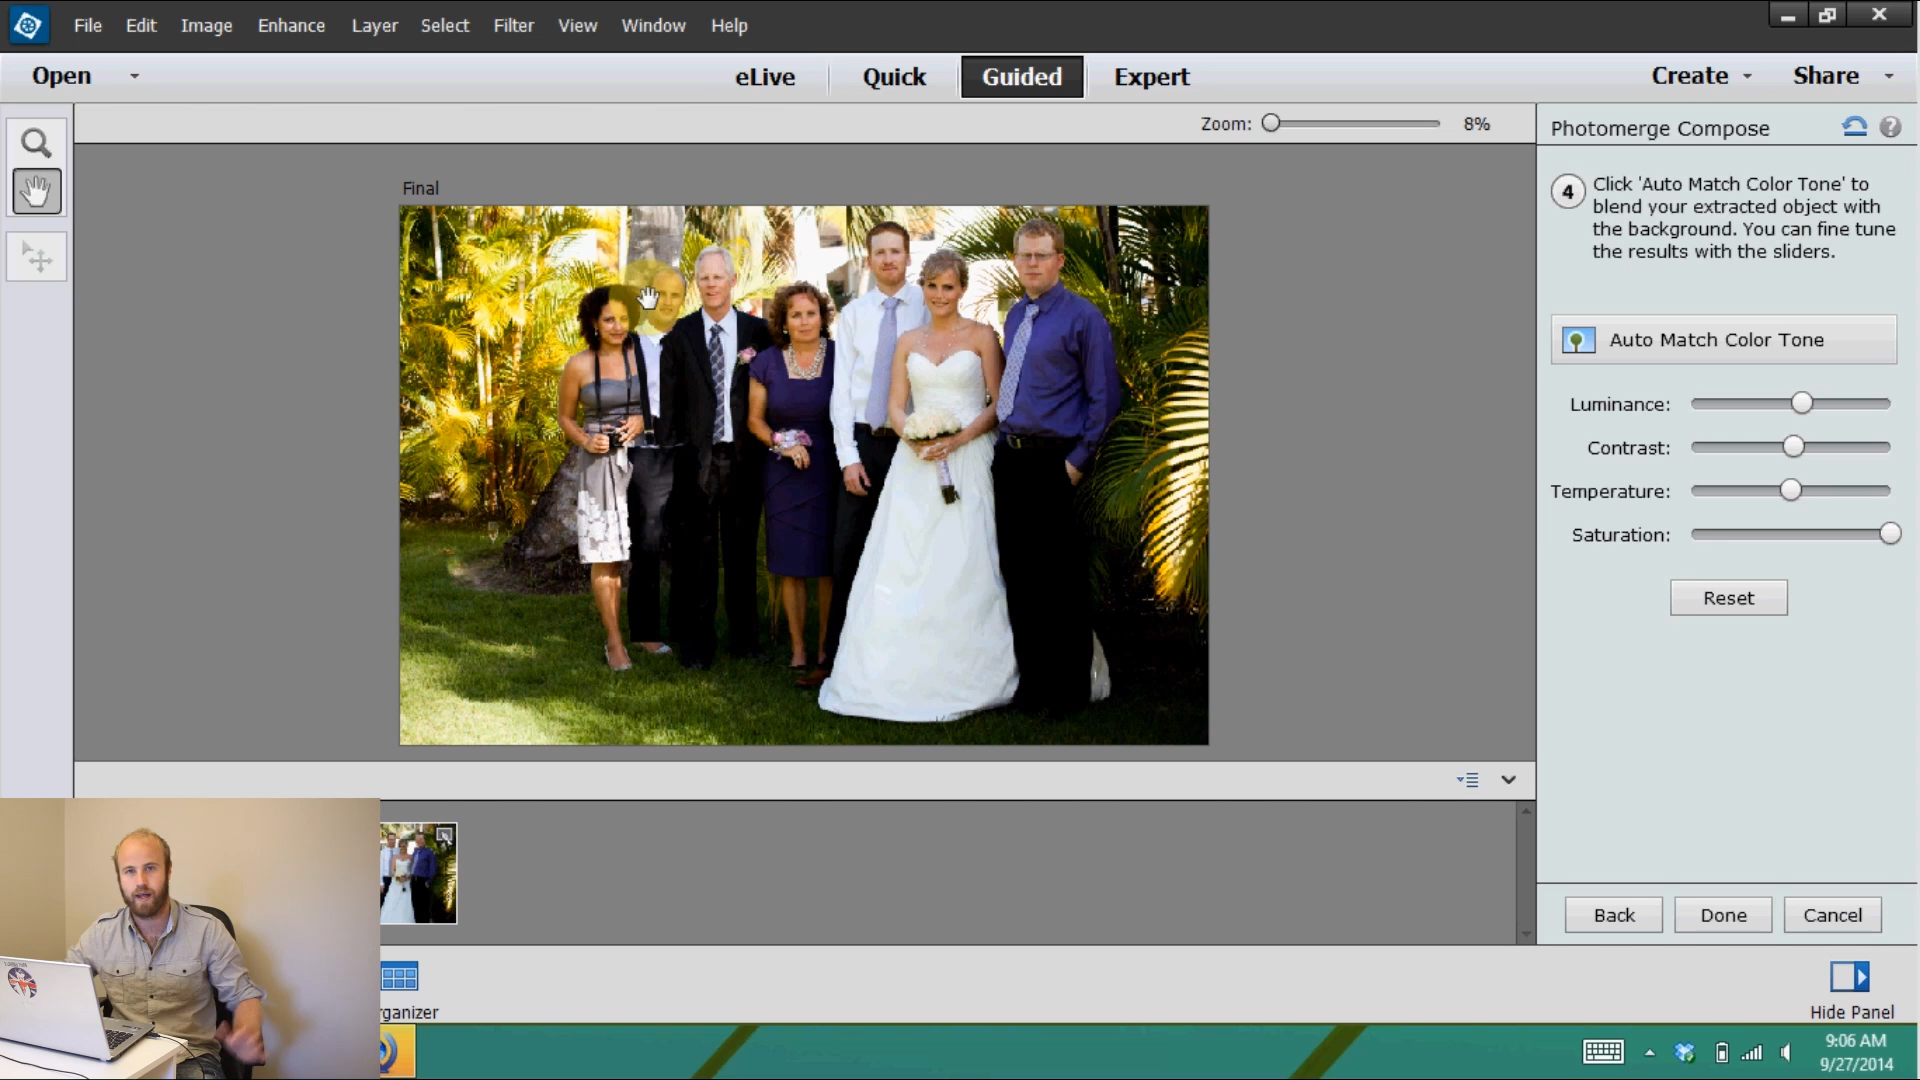 File Edit Image Enhance Layer Select Filter View Window Help
Open eLive Quick Guided Expert Create Share
Zoom: 8%
Photomerge Compose
Final
4 Click 'Auto Match Color Tone' to
blend your extracted object with
the background. You can fine tune
the results with the sliders.
Auto Match Color Tone
Luminance:
Contrast:
Temperature:
Saturation:
Reset
Back Done Cancel
rganizer
Hide Panel
9:06 AM
9/27/2014